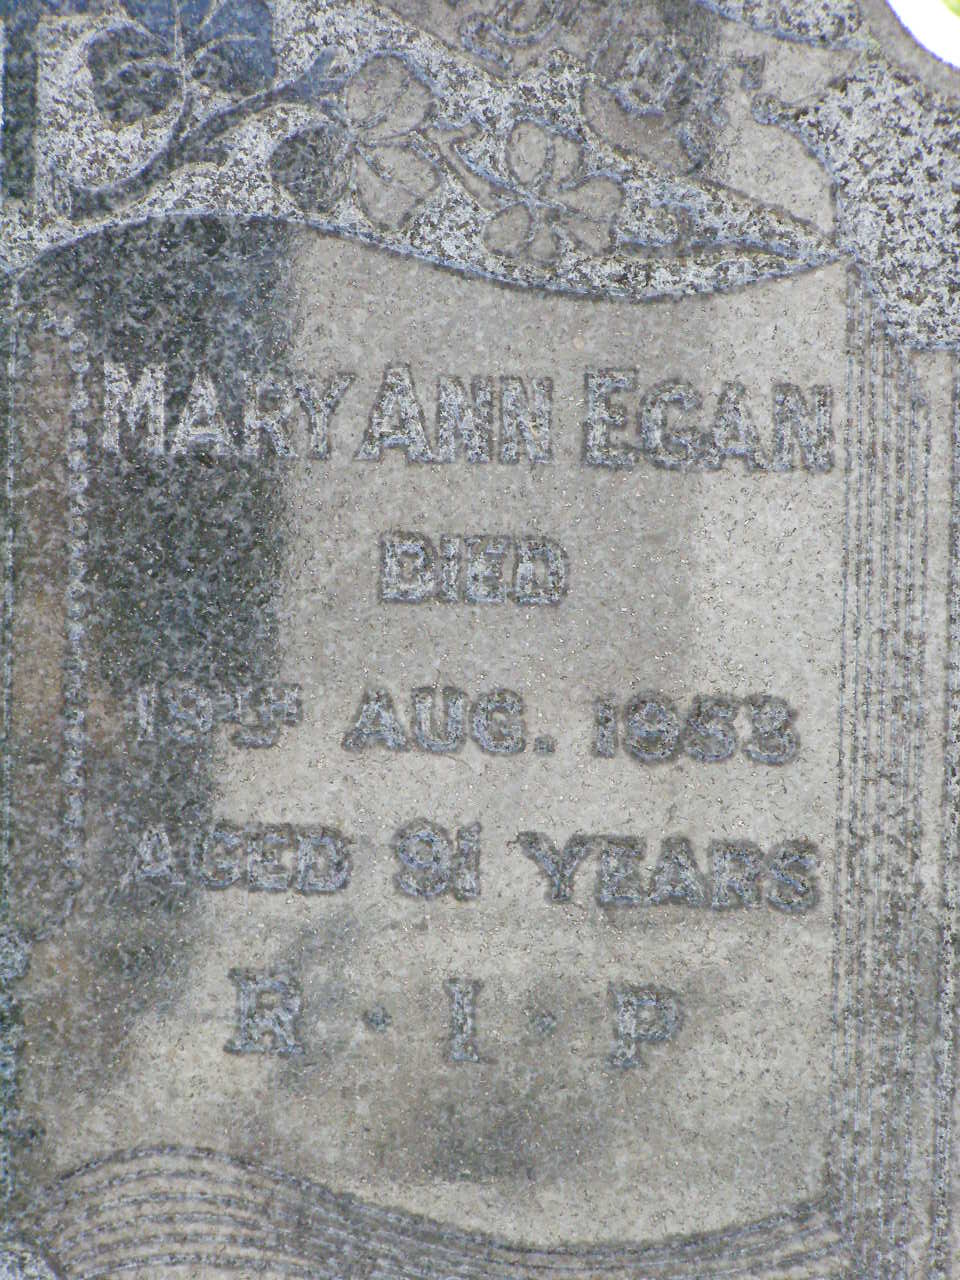 MARY ANN EGAN
DIED
19TH AUG. 1953
AGED 91 YEARS
R · I · P